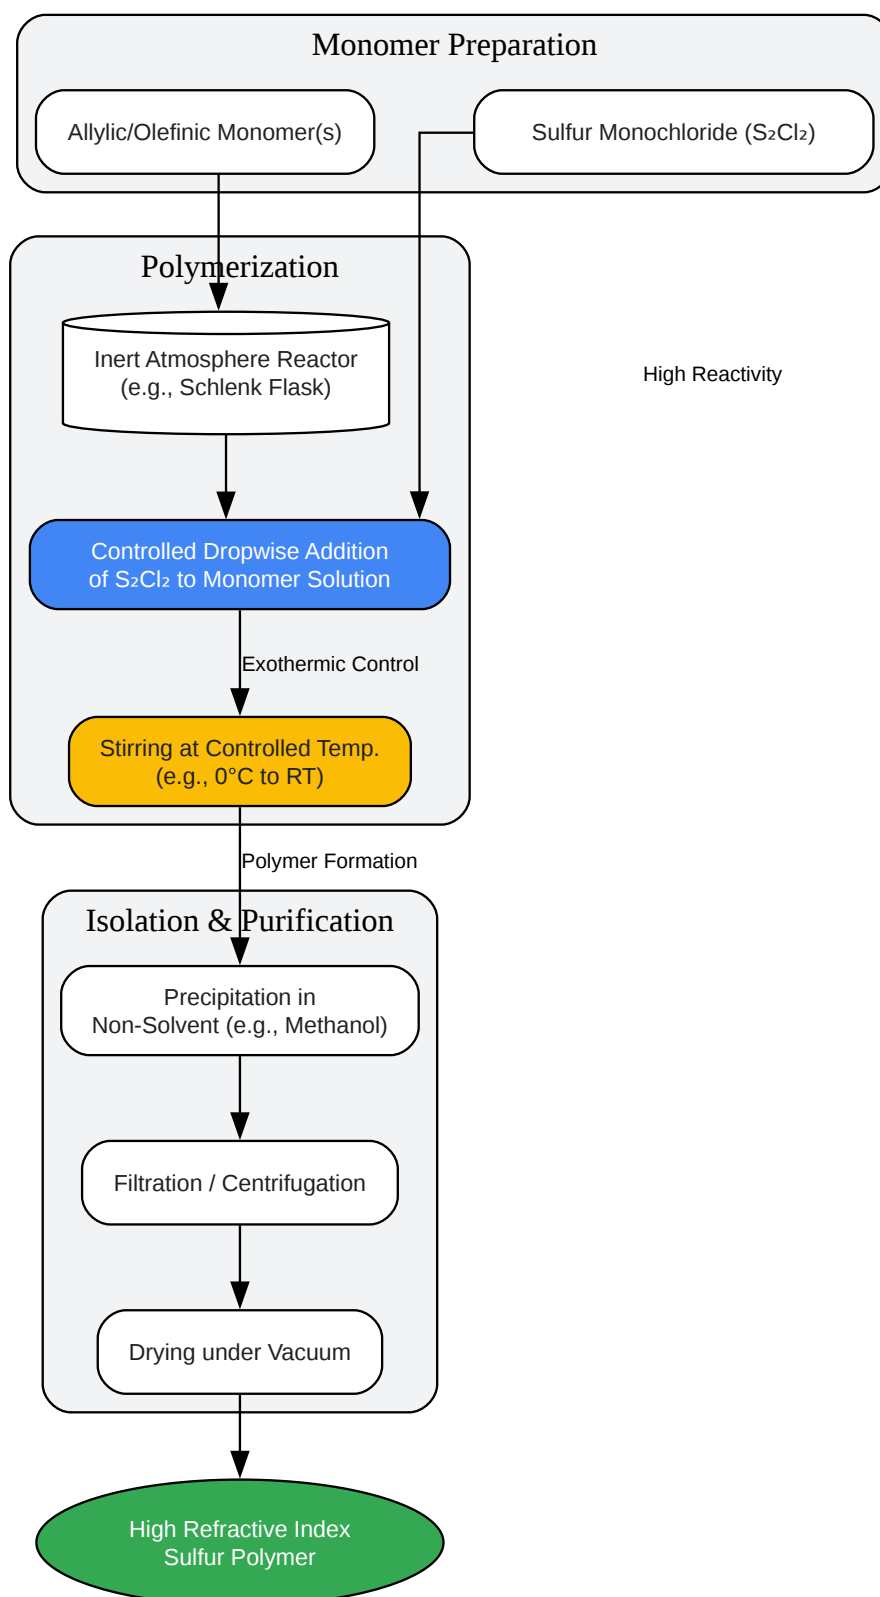 Monomer Preparation
Allylic/Olefinic Monomer(s)
Sulfur Monochloride (S₂Cl₂)
Polymerization
Inert Atmosphere Reactor
(e.g., Schlenk Flask)
High Reactivity
Controlled Dropwise Addition
of S₂Cl₂ to Monomer Solution
Exothermic Control
Stirring at Controlled Temp.
(e.g., 0°C to RT)
Polymer Formation
Isolation & Purification
Precipitation in
Non-Solvent (e.g., Methanol)
Filtration / Centrifugation
Drying under Vacuum
High Refractive Index
Sulfur Polymer